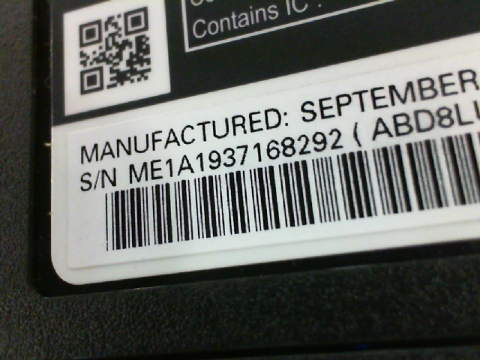 Contains IC :
MANUFACTURED: SEPTEMBER
S/N ME1A1937168292 ( ABD8L